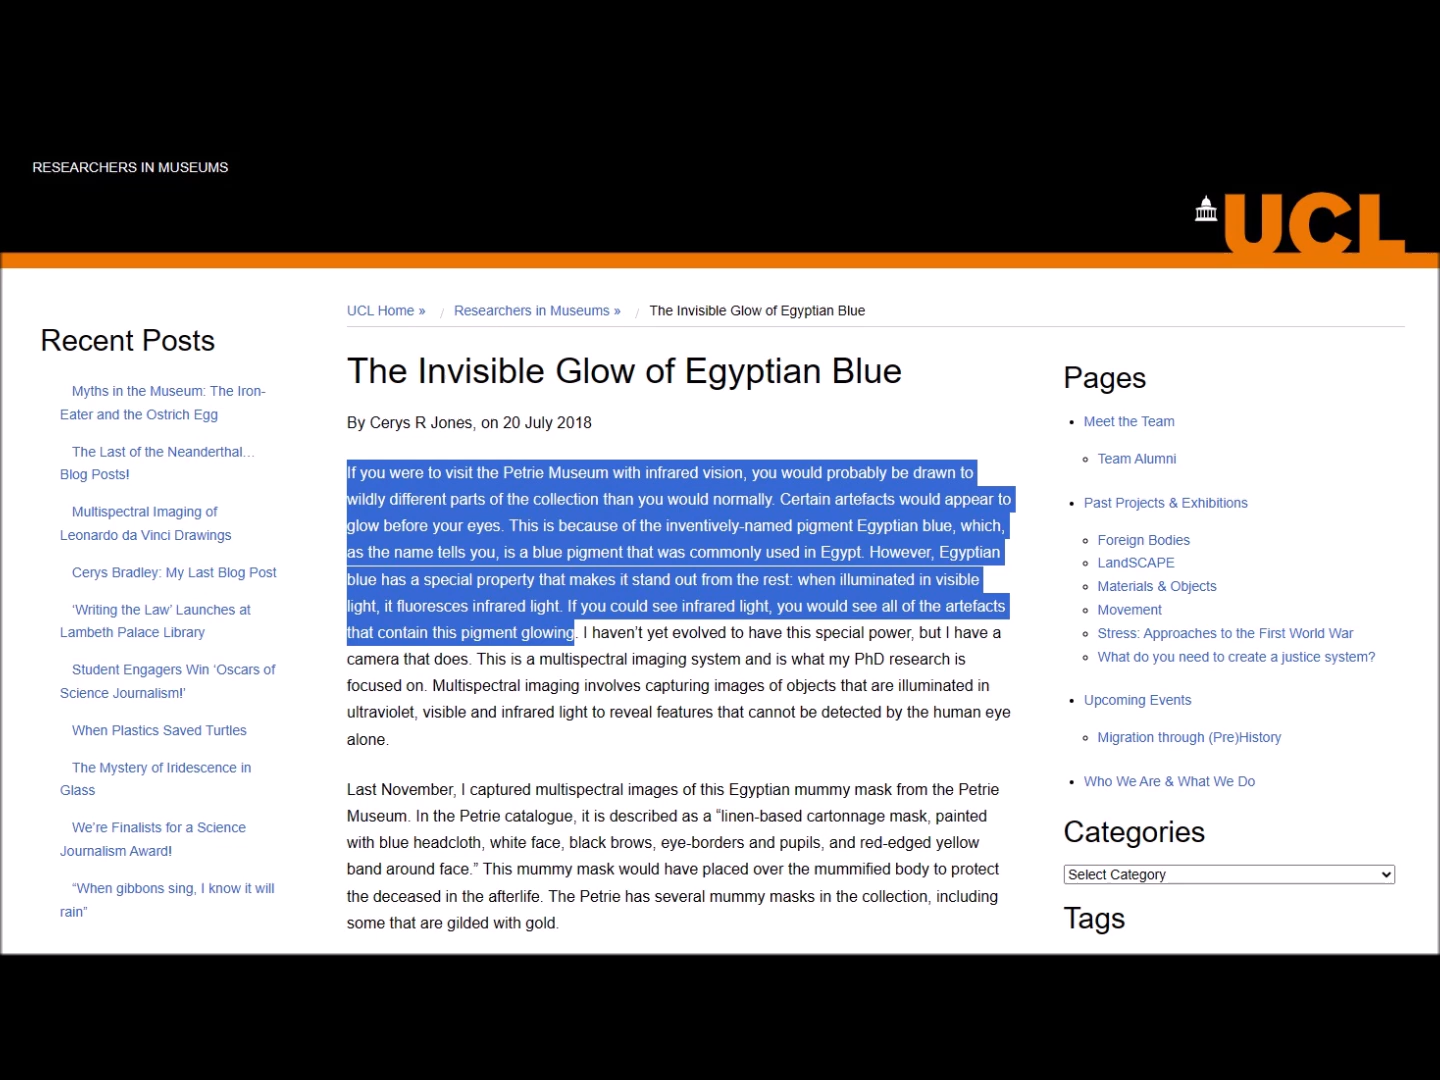 RESEARCHERS IN MUSEUMS
UCL
UCL Home » / Researchers in Museums » / The Invisible Glow of Egyptian Blue
Recent Posts
Myths in the Museum: The Iron-
Eater and the Ostrich Egg
The Last of the Neanderthal…
Blog Posts!
Multispectral Imaging of
Leonardo da Vinci Drawings
Cerys Bradley: My Last Blog Post
‘Writing the Law’ Launches at
Lambeth Palace Library
Student Engagers Win ‘Oscars of
Science Journalism!’
When Plastics Saved Turtles
The Mystery of Iridescence in
Glass
We’re Finalists for a Science
Journalism Award!
“When gibbons sing, I know it will
rain”
The Invisible Glow of Egyptian Blue
By Cerys R Jones, on 20 July 2018
If you were to visit the Petrie Museum with infrared vision, you would probably be drawn to
wildly different parts of the collection than you would normally. Certain artefacts would appear to
glow before your eyes. This is because of the inventively-named pigment Egyptian blue, which,
as the name tells you, is a blue pigment that was commonly used in Egypt. However, Egyptian
blue has a special property that makes it stand out from the rest: when illuminated in visible
light, it fluoresces infrared light. If you could see infrared light, you would see all of the artefacts
that contain this pigment glowing. I haven’t yet evolved to have this special power, but I have a
camera that does. This is a multispectral imaging system and is what my PhD research is
focused on. Multispectral imaging involves capturing images of objects that are illuminated in
ultraviolet, visible and infrared light to reveal features that cannot be detected by the human eye
alone.
Last November, I captured multispectral images of this Egyptian mummy mask from the Petrie
Museum. In the Petrie catalogue, it is described as a “linen-based cartonnage mask, painted
with blue headcloth, white face, black brows, eye-borders and pupils, and red-edged yellow
band around face.” This mummy mask would have placed over the mummified body to protect
the deceased in the afterlife. The Petrie has several mummy masks in the collection, including
some that are gilded with gold.
Pages
Meet the Team
Team Alumni
Past Projects & Exhibitions
Foreign Bodies
LandSCAPE
Materials & Objects
Movement
Stress: Approaches to the First World War
What do you need to create a justice system?
Upcoming Events
Migration through (Pre)History
Who We Are & What We Do
Categories
Select Category
Tags